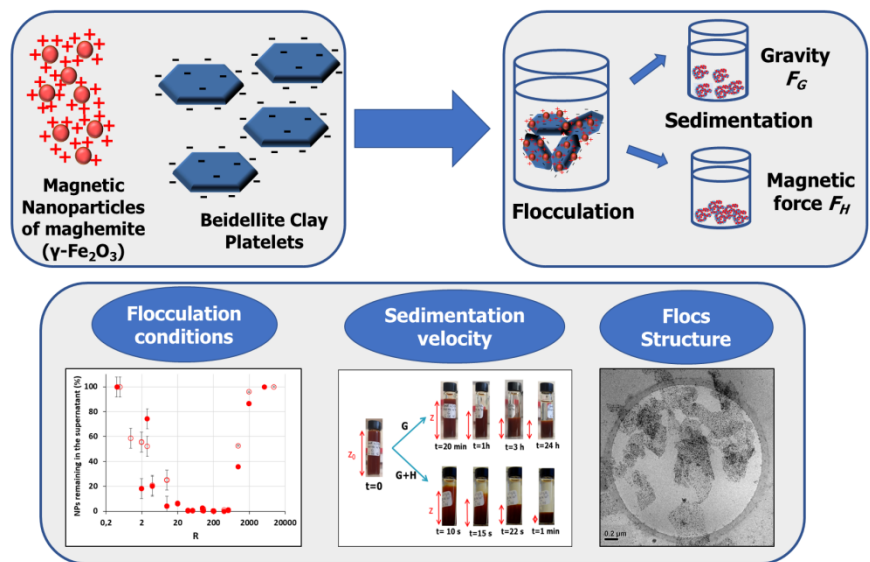 Magnetic
Nanoparticles
of maghemite
(γ-Fe₂O₃)
Beidellite Clay
Platelets
Flocculation
Gravity
F_G
Sedimentation
Magnetic
force F_H
Flocculation
conditions
Sedimentation
velocity
Flocs
Structure
NPs remaining in the supernatant (%)
100
80
60
40
20
0
0,2
2
20
200
2000
20000
R
z₀
t=0
G
G+H
z
t=20 min
t=1h
t=3 h
t=24 h
z
t= 10 s
t=15 s
t=22 s
t=1 min
0.2 µm